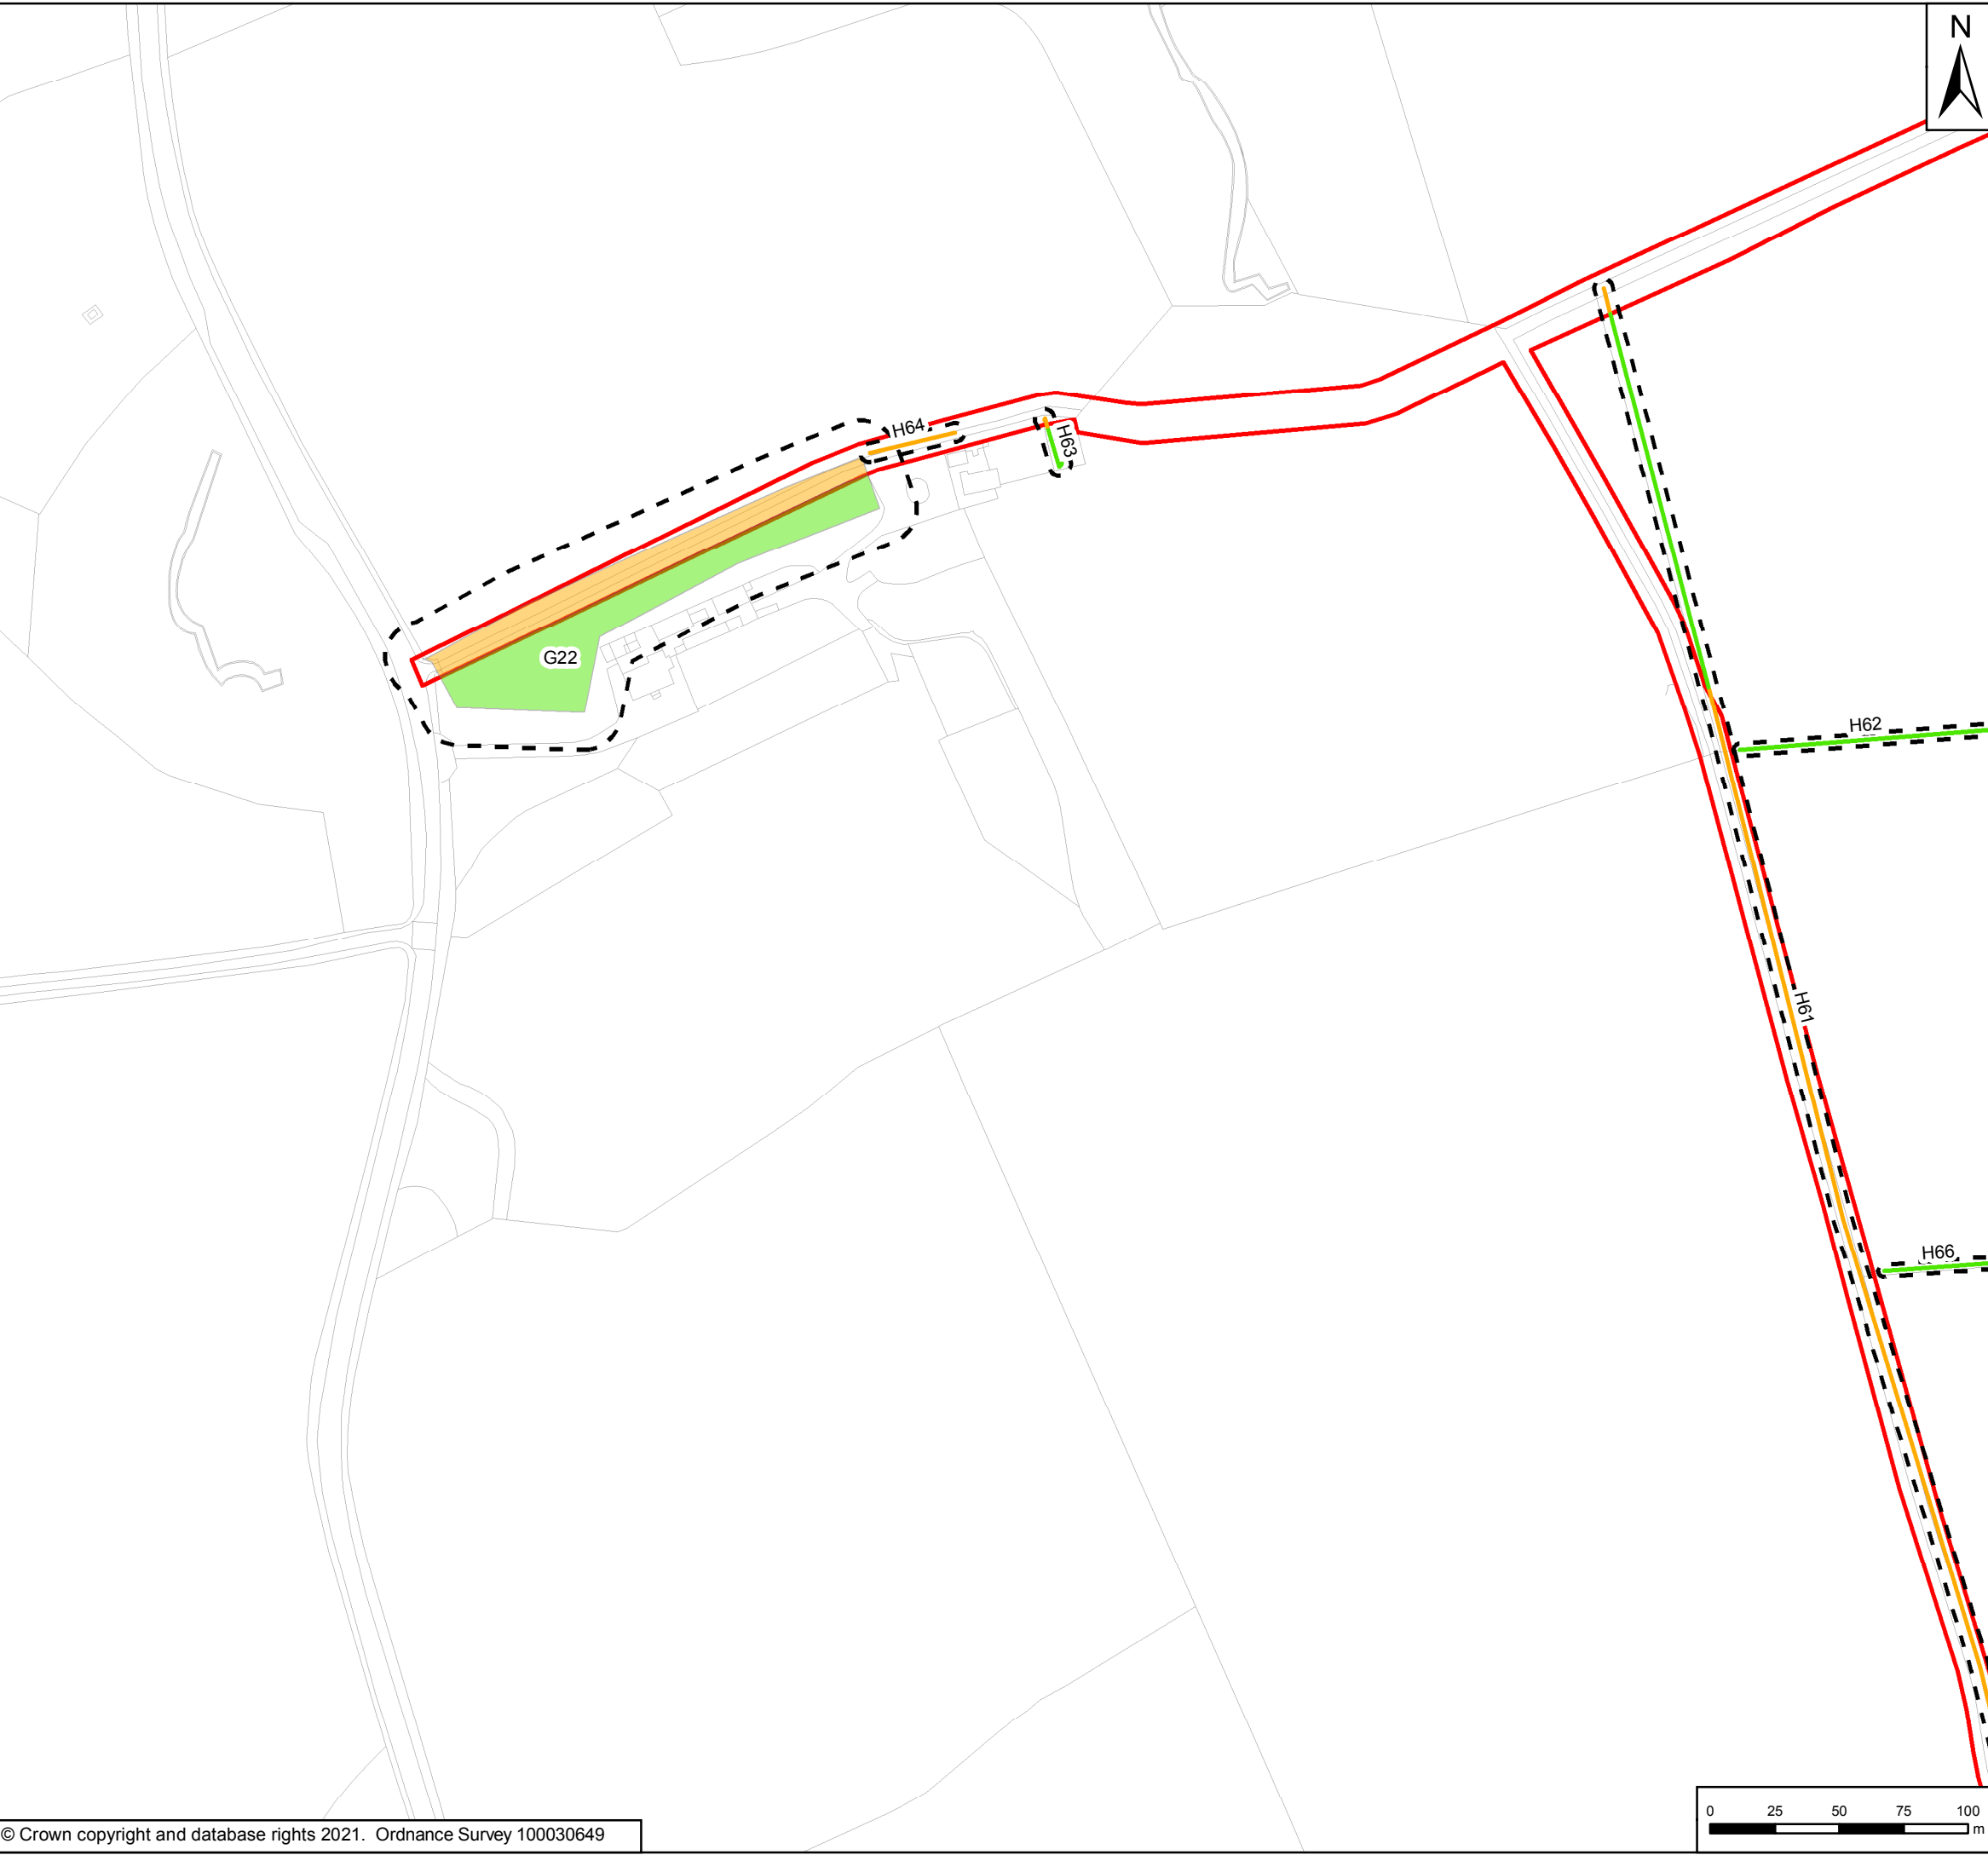 N
H64
H63
G22
H62
H61
H66
© Crown copyright and database rights 2021. Ordnance Survey 100030649
0 25 50 75 100
m